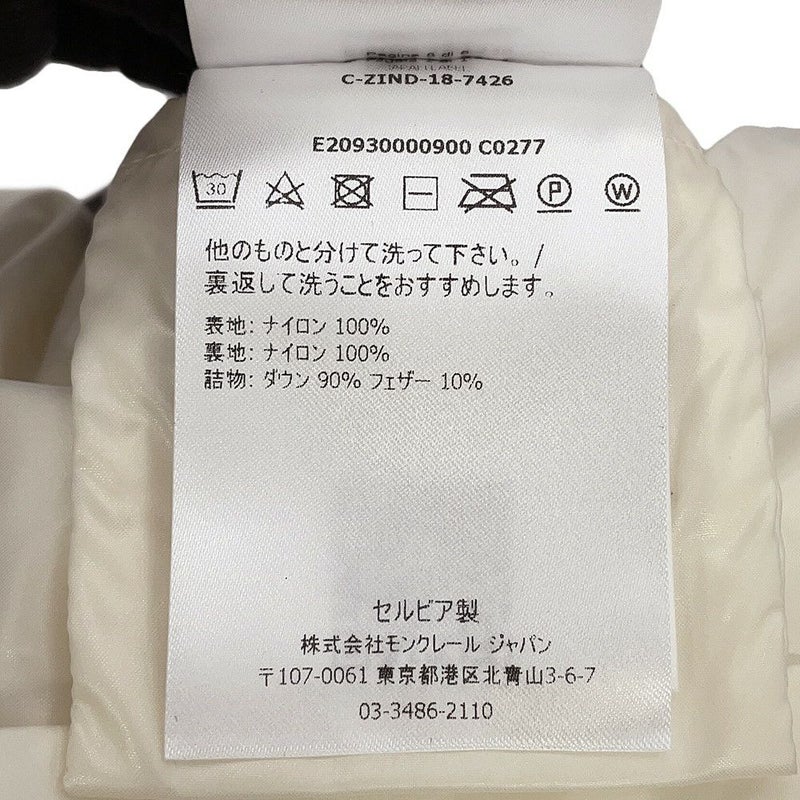 Pagina 6 di 6
C-ZIND-18-7426
E20930000900 C0277
30
P
W
他のものと分けて洗って下さい。/
裏返して洗うことをおすすめします。
表地: ナイロン 100%
裏地: ナイロン 100%
詰物: ダウン 90% フェザー 10%
セルビア製
株式会社モンクレール ジャパン
〒107-0061 東京都港区北青山3-6-7
03-3486-2110